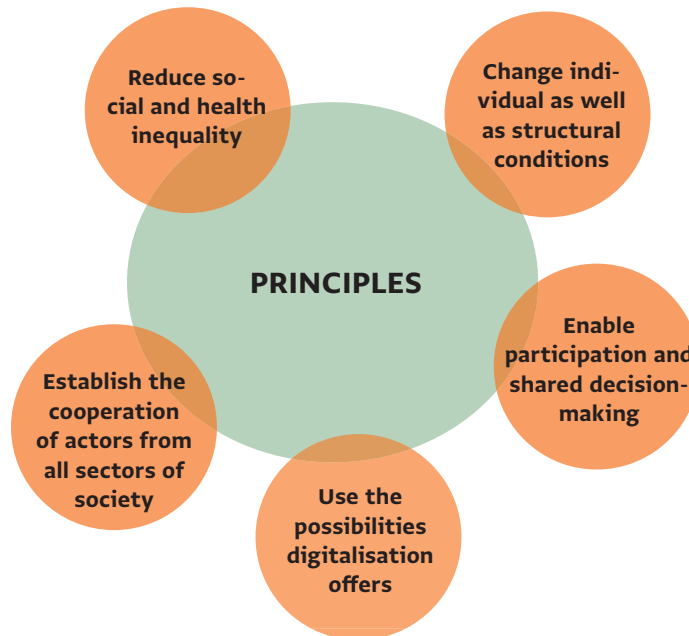 Reduce so-
cial and health
inequality
Change indi-
vidual as well
as structural
conditions
PRINCIPLES
Enable
participation and
shared decision-
making
Establish the
cooperation
of actors from
all sectors of
society
Use the
possibilities
digitalisation
offers